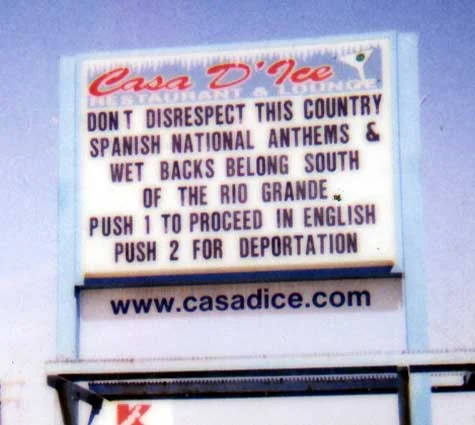 Casa D' Ice
RESTAURANT & LOUNGE
DON T DISRESPECT THIS COUNTRY
SPANISH NATIONAL ANTHEMS &
WET BACKS BELONG SOUTH
OF THE RIO GRANDE
PUSH 1 TO PROCEED IN ENGLISH
PUSH 2 FOR DEPORTATION
www.casadice.com
K